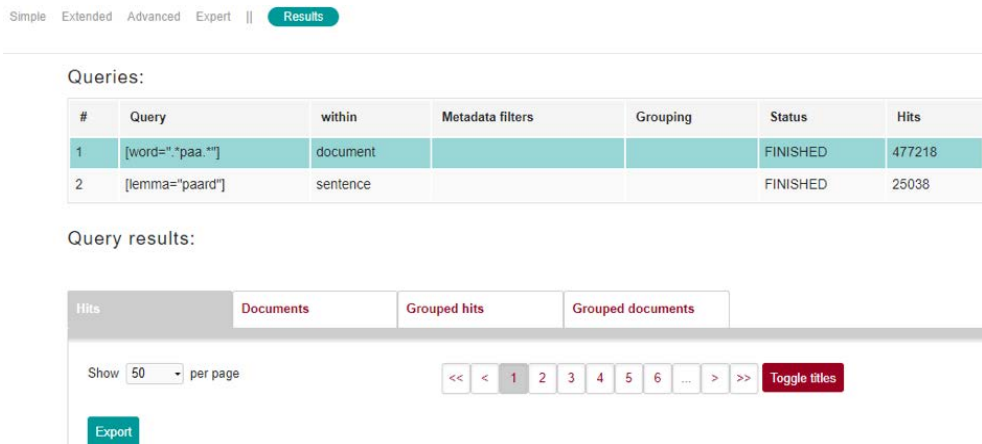 Simple Extended Advanced Expert || Results
Queries:
# Query within Metadata filters Grouping Status Hits
1 [word=".*paa.*"] document FINISHED 477218
2 [lemma="paard"] sentence FINISHED 25038
Query results:
Hits Documents Grouped hits Grouped documents
Show 50 per page << < 1 2 3 4 5 6 ... > >> Toggle titles
Export